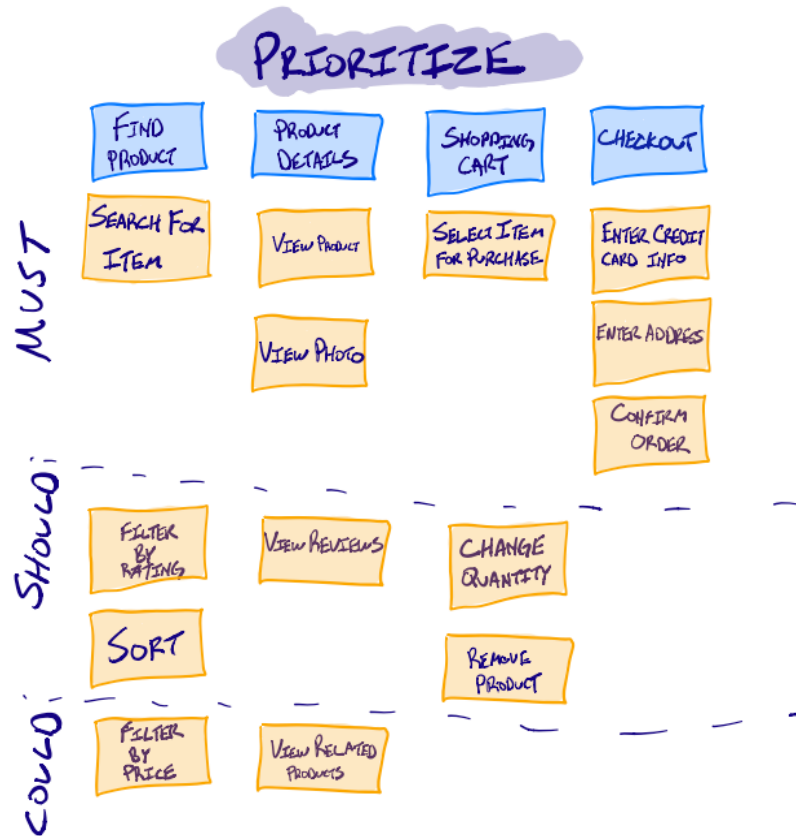 PRIORITIZE
FIND
PRODUCT
PRODUCT
DETAILS
SHOPPING
CART
CHECKOUT
MUST
SEARCH FOR
ITEM
VIEW PRODUCT
SELECT ITEM
FOR PURCHASE
ENTER CREDIT
CARD INFO
VIEW PHOTO
ENTER ADDRESS
CONFIRM
ORDER
SHOULD
FILTER
BY
RATING
VIEW REVIEWS
CHANGE
QUANTITY
SORT
REMOVE
PRODUCT
COULD
FILTER
BY
PRICE
VIEW RELATED
PRODUCTS